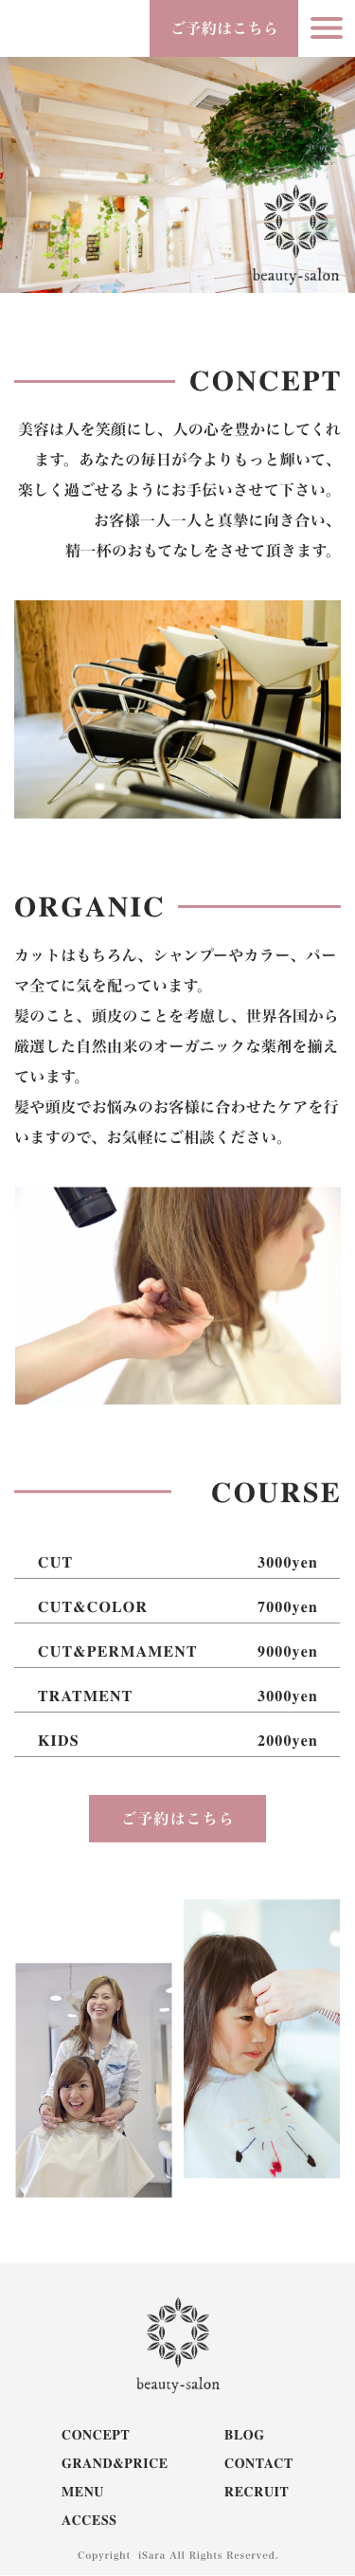 ご予約はこちら
beauty-salon
CONCEPT
美容は人を笑顔にし、人の心を豊かにしてくれ
ます。あなたの毎日が今よりもっと輝いて、
楽しく過ごせるようにお手伝いさせて下さい。
お客様一人一人と真摯に向き合い、
精一杯のおもてなしをさせて頂きます。
ORGANIC
カットはもちろん、シャンプーやカラー、パー
マ全てに気を配っています。
髪のこと、頭皮のことを考慮し、世界各国から
厳選した自然由来のオーガニックな薬剤を揃え
ています。
髪や頭皮でお悩みのお客様に合わせたケアを行
いますので、お気軽にご相談ください。
COURSE
CUT 3000yen
CUT&COLOR 7000yen
CUT&PERMAMENT 9000yen
TRATMENT 3000yen
KIDS 2000yen
ご予約はこちら
beauty-salon
CONCEPT BLOG
GRAND&PRICE CONTACT
MENU RECRUIT
ACCESS
Copyright iSara All Rights Reserved.